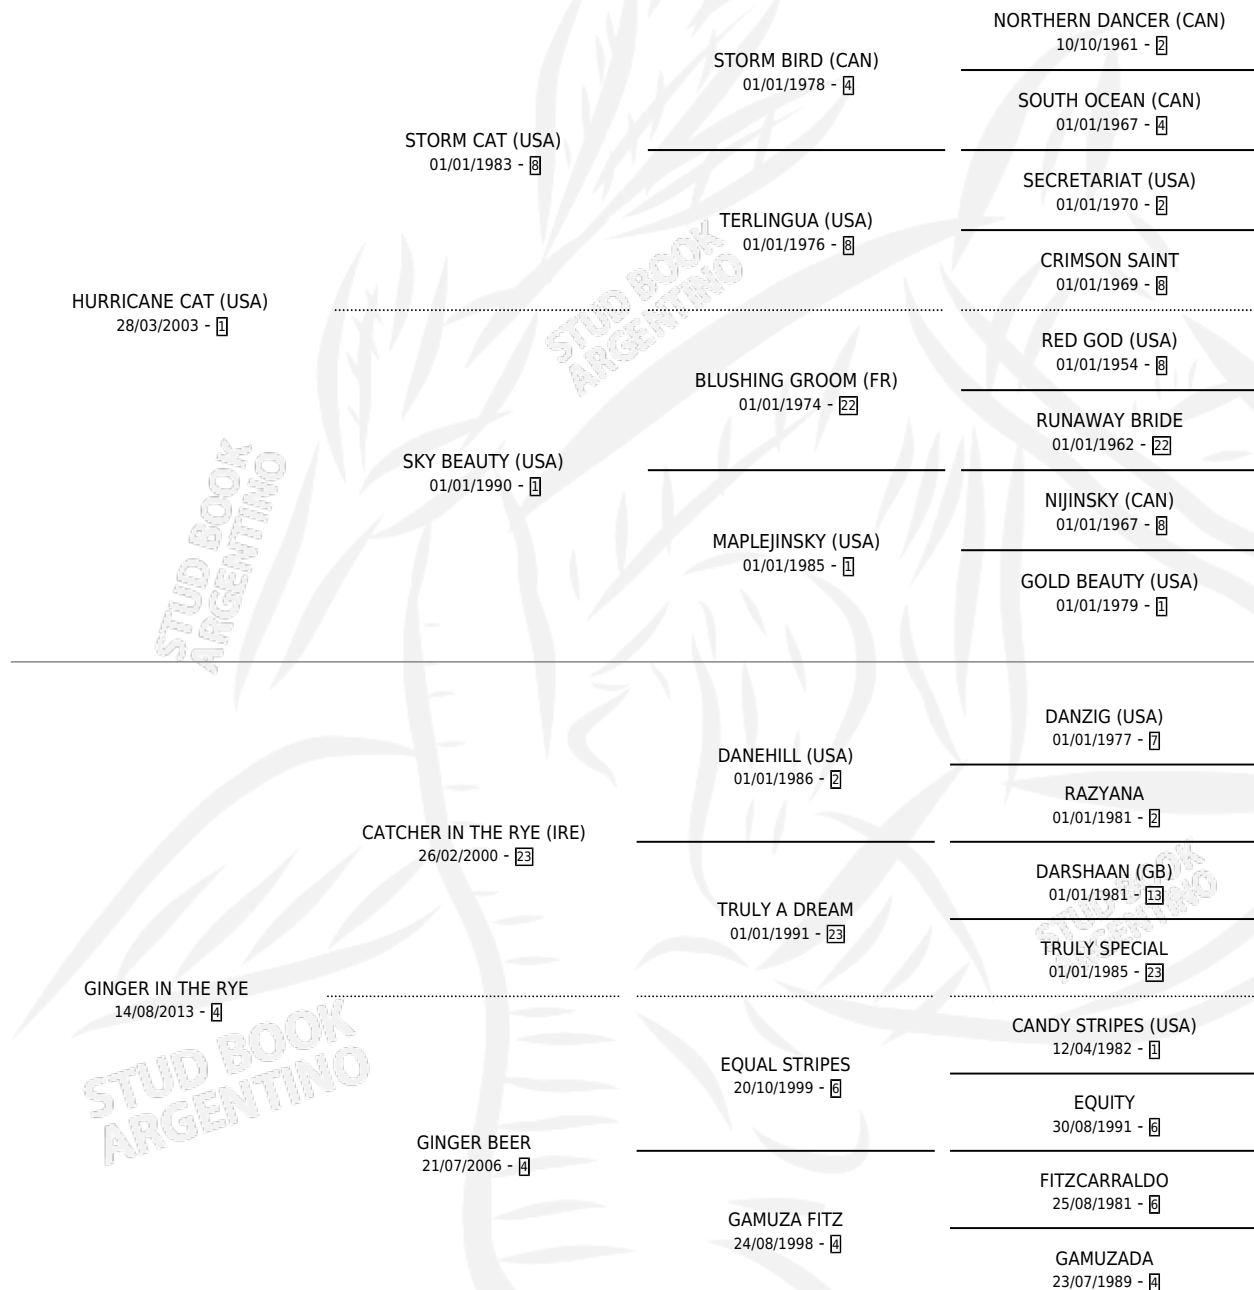 NORTHERN DANCER (CAN)
10/10/1961 - 2
STORM BIRD (CAN)
01/01/1978 - 4
SOUTH OCEAN (CAN)
01/01/1967 - 4
STORM CAT (USA)
01/01/1983 - 8
SECRETARIAT (USA)
01/01/1970 - 2
TERLINGUA (USA)
01/01/1976 - 8
CRIMSON SAINT
01/01/1969 - 8
HURRICANE CAT (USA)
28/03/2003 - 1
RED GOD (USA)
01/01/1954 - 8
BLUSHING GROOM (FR)
01/01/1974 - 22
RUNAWAY BRIDE
01/01/1962 - 22
SKY BEAUTY (USA)
01/01/1990 - 1
NIJINSKY (CAN)
01/01/1967 - 8
MAPLEJINSKY (USA)
01/01/1985 - 1
GOLD BEAUTY (USA)
01/01/1979 - 1
DANZIG (USA)
01/01/1977 - 7
DANEHILL (USA)
01/01/1986 - 2
RAZYANA
01/01/1981 - 2
CATCHER IN THE RYE (IRE)
26/02/2000 - 23
DARSHAAN (GB)
01/01/1981 - 13
TRULY A DREAM
01/01/1991 - 23
TRULY SPECIAL
01/01/1985 - 23
GINGER IN THE RYE
14/08/2013 - 4
CANDY STRIPES (USA)
12/04/1982 - 1
EQUAL STRIPES
20/10/1999 - 6
EQUITY
30/08/1991 - 6
GINGER BEER
21/07/2006 - 4
FITZCARRALDO
25/08/1981 - 6
GAMUZA FITZ
24/08/1998 - 4
GAMUZADA
23/07/1989 - 4
STUD BOOK
ARGENTINO
STUD BOOK
ARGENTINO
STUD BOOK
ARGENTINO
STUD BOOK
ARGENTINO